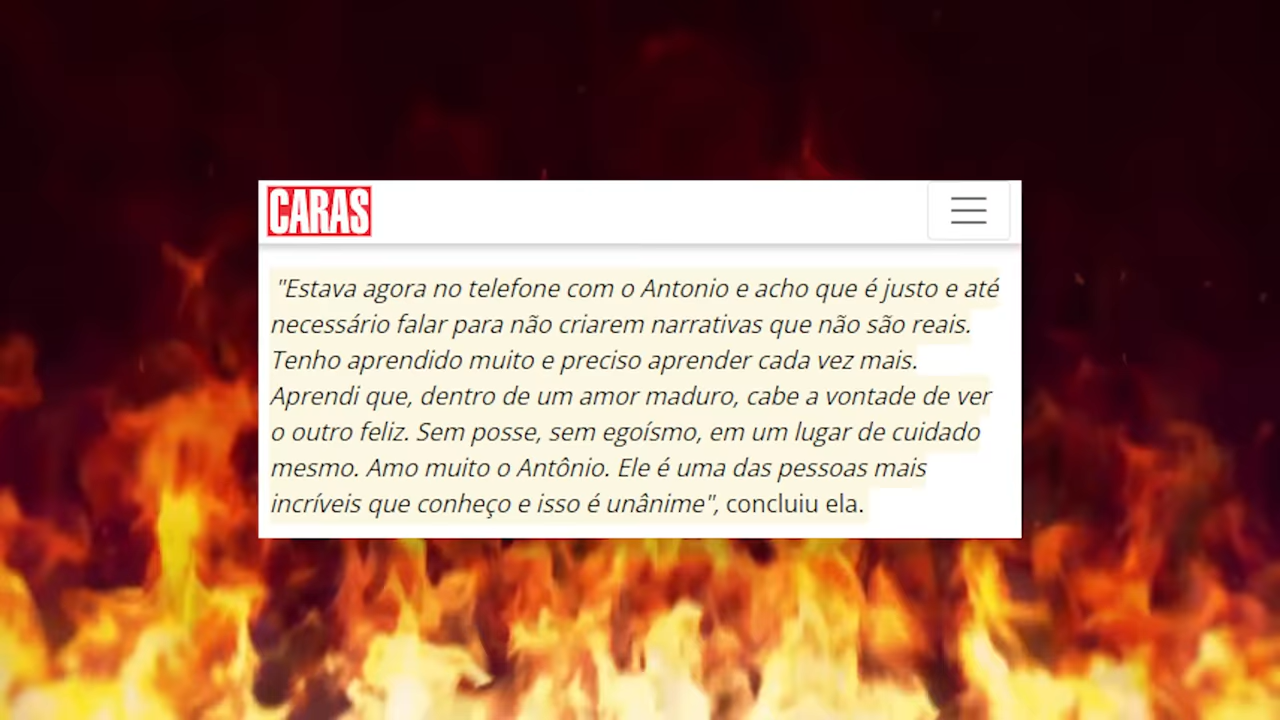 CARAS
"Estava agora no telefone com o Antonio e acho que é justo e até
necessário falar para não criarem narrativas que não são reais.
Tenho aprendido muito e preciso aprender cada vez mais.
Aprendi que, dentro de um amor maduro, cabe a vontade de ver
o outro feliz. Sem posse, sem egoísmo, em um lugar de cuidado
mesmo. Amo muito o Antônio. Ele é uma das pessoas mais
incríveis que conheço e isso é unânime", concluiu ela.